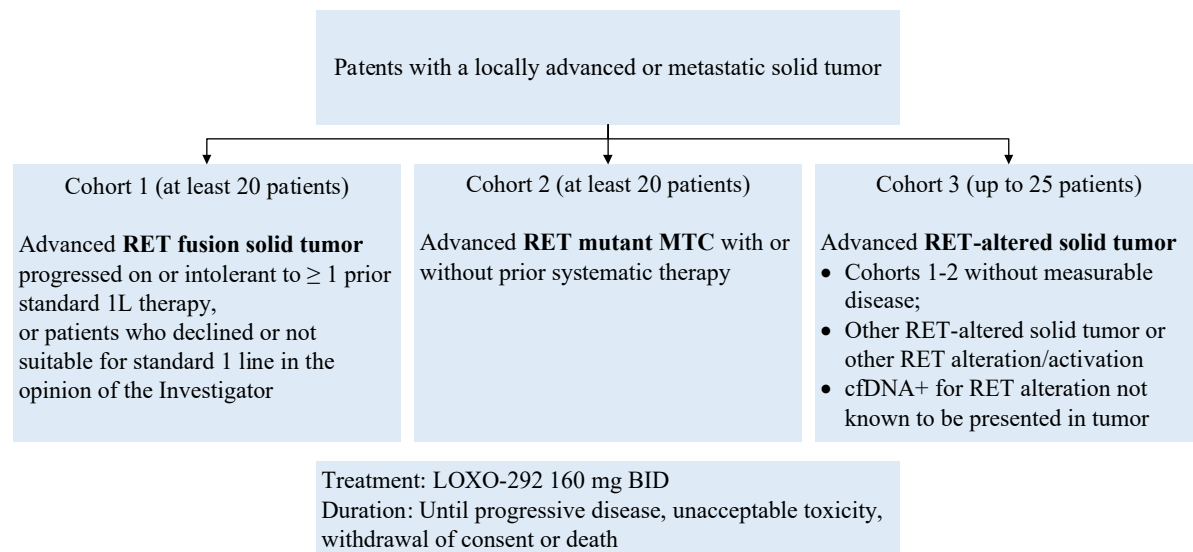 Patents with a locally advanced or metastatic solid tumor
Cohort 1 (at least 20 patients)
Advanced RET fusion solid tumor
progressed on or intolerant to ≥ 1 prior
standard 1L therapy,
or patients who declined or not
suitable for standard 1 line in the
opinion of the Investigator
Cohort 2 (at least 20 patients)
Advanced RET mutant MTC with or
without prior systematic therapy
Cohort 3 (up to 25 patients)
Advanced RET-altered solid tumor
• Cohorts 1-2 without measurable
disease;
• Other RET-altered solid tumor or
other RET alteration/activation
• cfDNA+ for RET alteration not
known to be presented in tumor
Treatment: LOXO-292 160 mg BID
Duration: Until progressive disease, unacceptable toxicity,
withdrawal of consent or death